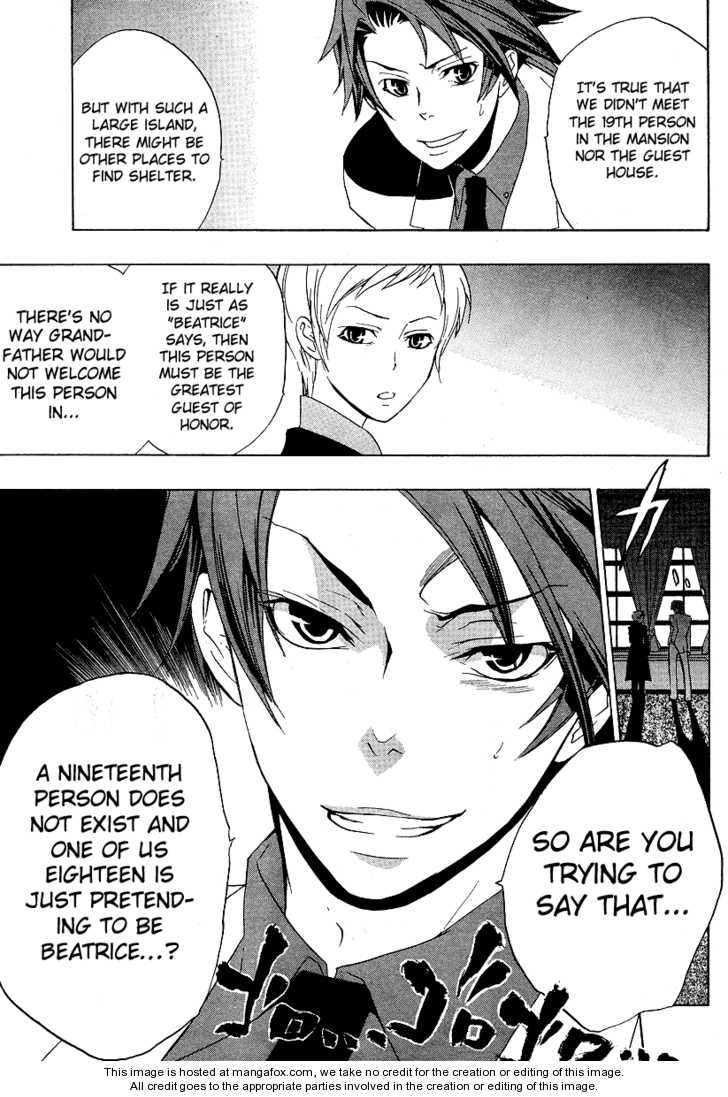 IT'S TRUE THAT
WE DIDN'T MEET
THE 19TH PERSON
IN THE MANSION
NOR THE GUEST
HOUSE.
BUT WITH SUCH A
LARGE ISLAND,
THERE MIGHT BE
OTHER PLACES TO
FIND SHELTER.
IF IT REALLY
IS JUST AS
"BEATRICE"
SAYS, THEN
THIS PERSON
MUST BE THE
GREATEST
GUEST OF
HONOR.
THERE'S NO
WAY GRAND-
FATHER WOULD
NOT WELCOME
THIS PERSON
IN...
カ
SO ARE YOU
TRYING TO
SAY THAT...
A NINETEENTH
PERSON DOES
NOT EXIST AND
ONE OF US
EIGHTEEN IS
JUST PRETEND-
ING TO BE
BEATRICE...?
This image is hosted at mangafox.com, we take no credit for the creation or editing of this image.
All credit goes to the appropriate parties involved in the creation or editing of this image.